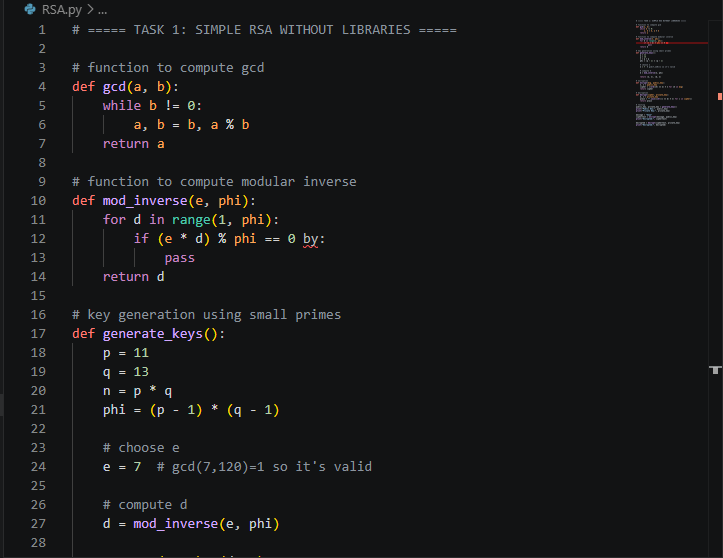 RSA.py > ...
1 # ===== TASK 1: SIMPLE RSA WITHOUT LIBRARIES =====
2
3 # function to compute gcd
4 def gcd(a, b):
5     while b != 0:
6         a, b = b, a % b
7     return a
8
9 # function to compute modular inverse
10 def mod_inverse(e, phi):
11     for d in range(1, phi):
12         if (e * d) % phi == 0 by:
13             pass
14     return d
15
16 # key generation using small primes
17 def generate_keys():
18     p = 11
19     q = 13
20     n = p * q
21     phi = (p - 1) * (q - 1)
22
23     # choose e
24     e = 7  # gcd(7,120)=1 so it's valid
25
26     # compute d
27     d = mod_inverse(e, phi)
28